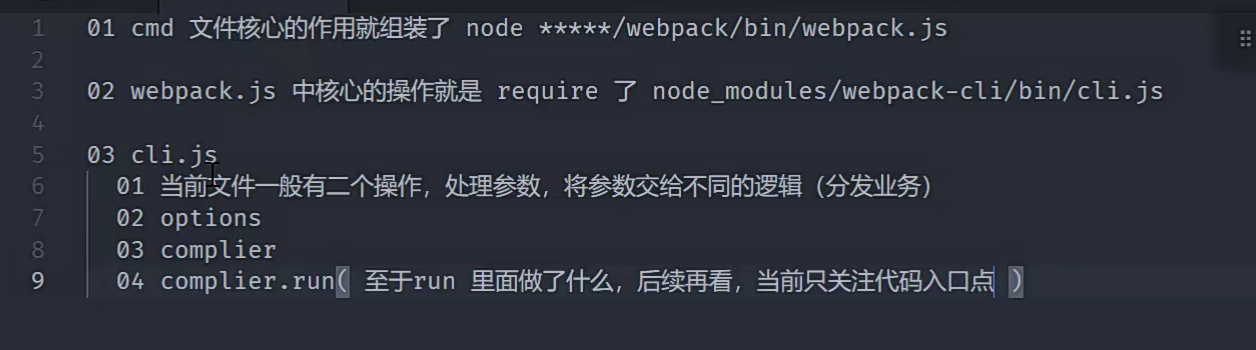 1 01 cmd 文件核心的作用就组装了 node *****/webpack/bin/webpack.js
2
3 02 webpack.js 中核心的操作就是 require 了 node_modules/webpack-cli/bin/cli.js
4
5 03 cli.js
6 01 当前文件一般有二个操作，处理参数，将参数交给不同的逻辑（分发业务）
7 02 options
8 03 complier
9 04 complier.run( 至于run 里面做了什么，后续再看，当前只关注代码入口点 )